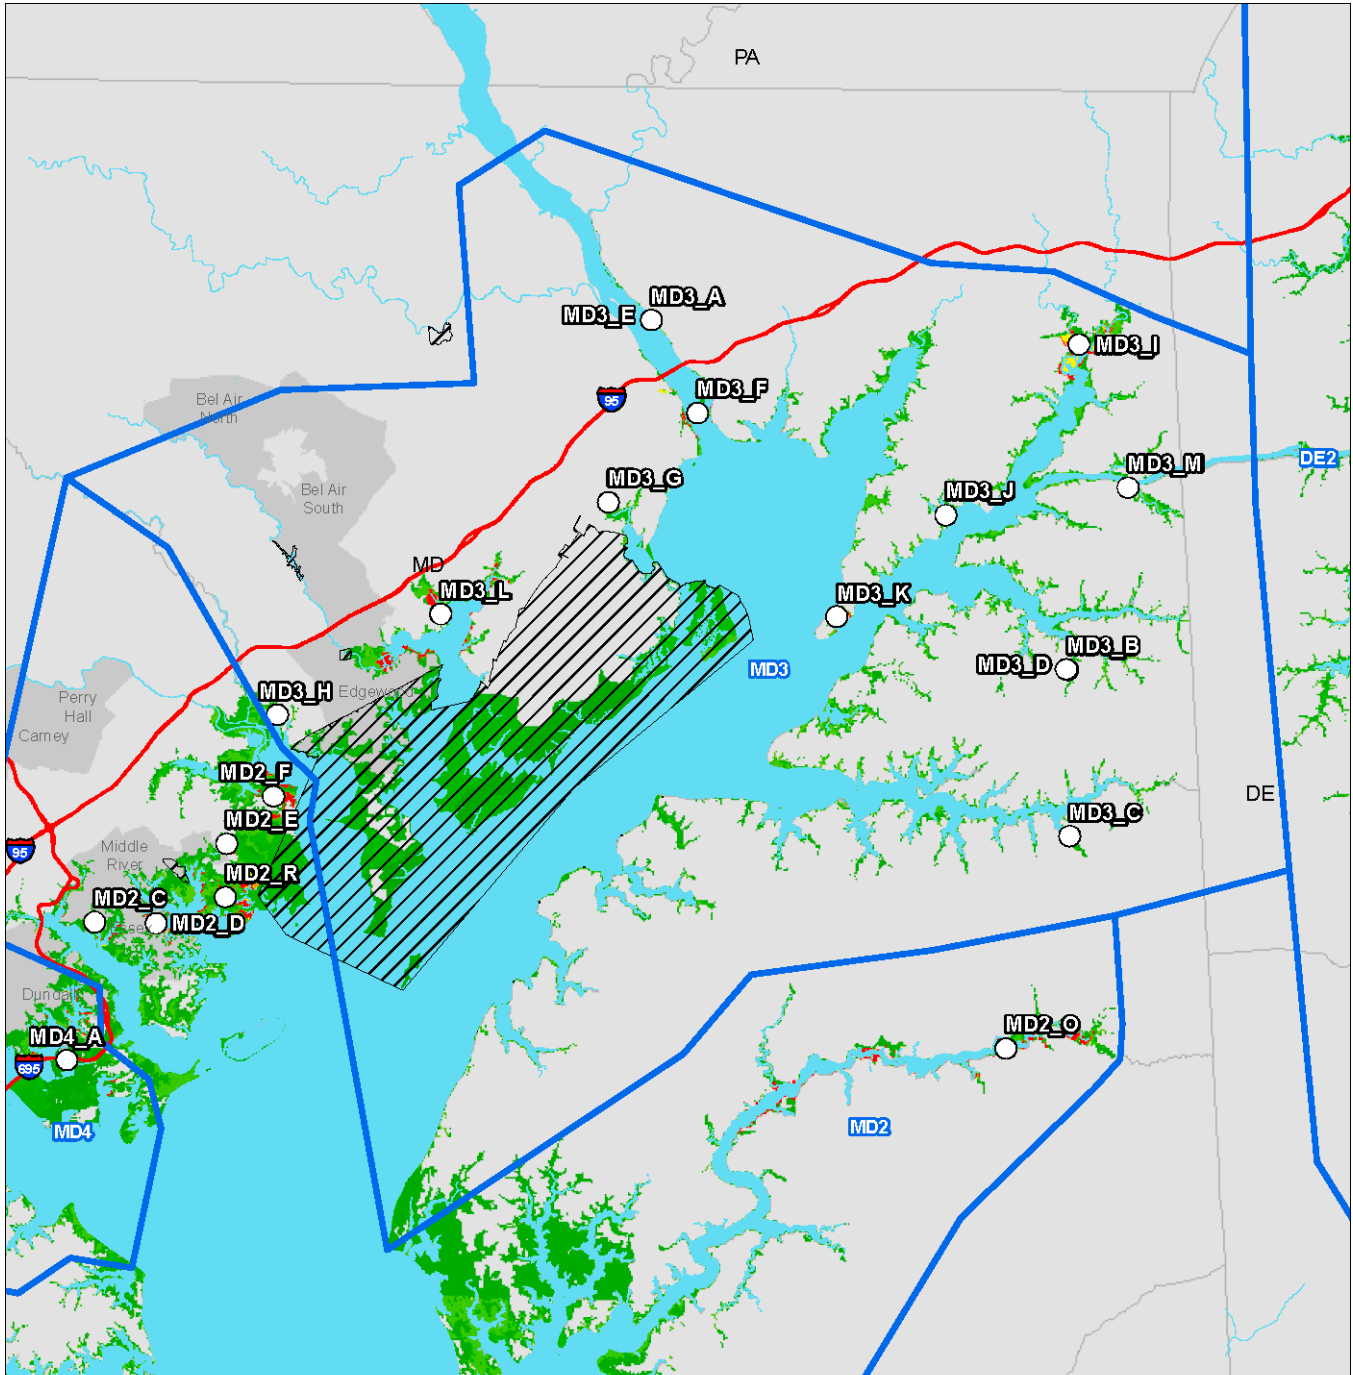 PA
MD3_A
MD3_E
MD3_I
MD3_F
95
Bel Air
North
DE2
MD3_M
MD3_G
Bel Air
South
MD3_J
MD
MD3_L
MD3_K
MD3_B
MD3_D
MD3
Edgewood
MD3_H
Perry
Hall
Carney
MD2_F
DE
MD3_C
MD2_E
Middle
River
95
MD2_R
MD2_C
MD2_D
Essex
Dundalk
MD2_O
MD4_A
695
MD4
MD2